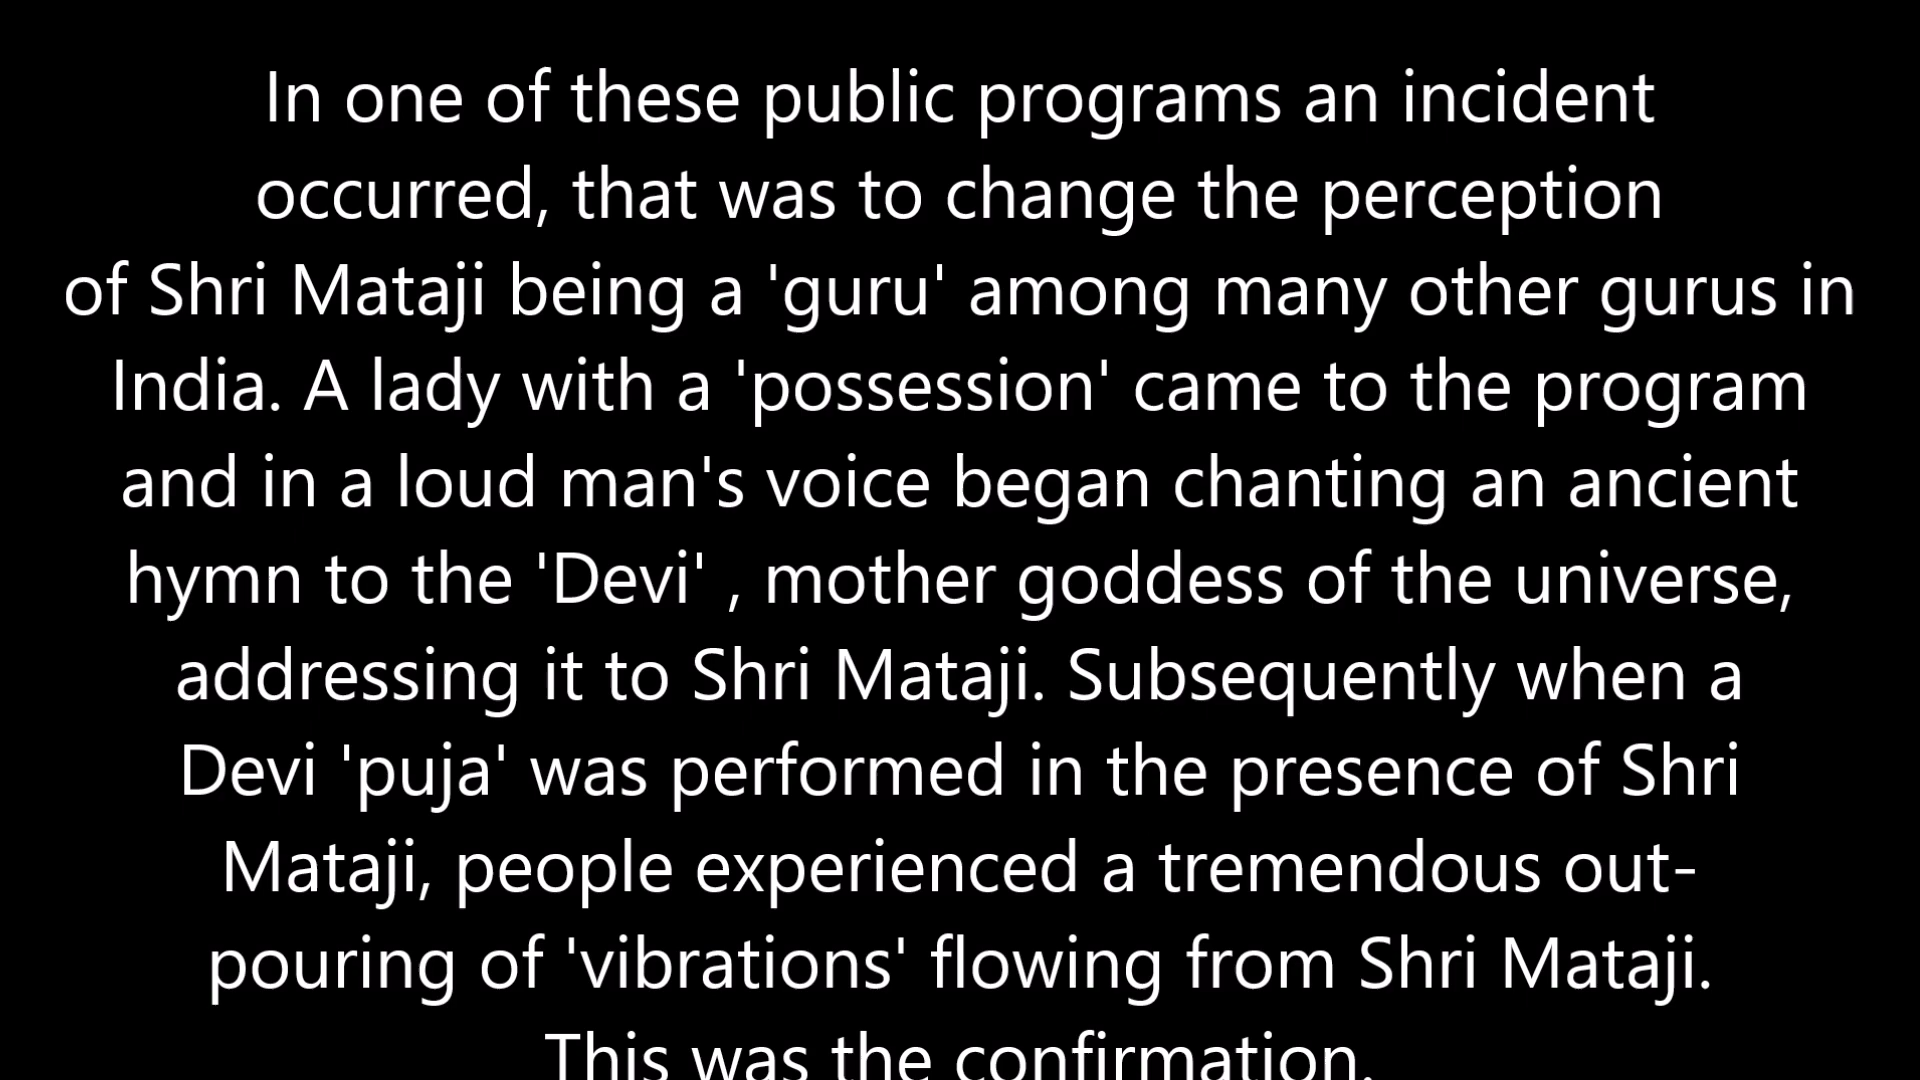 In one of these public programs an incident
occurred, that was to change the perception
of Shri Mataji being a 'guru' among many other gurus in
India. A lady with a 'possession' came to the program
and in a loud man's voice began chanting an ancient
hymn to the 'Devi' , mother goddess of the universe,
addressing it to Shri Mataji. Subsequently when a
Devi 'puja' was performed in the presence of Shri
Mataji, people experienced a tremendous out-
pouring of 'vibrations' flowing from Shri Mataji.
This was the confirmation.